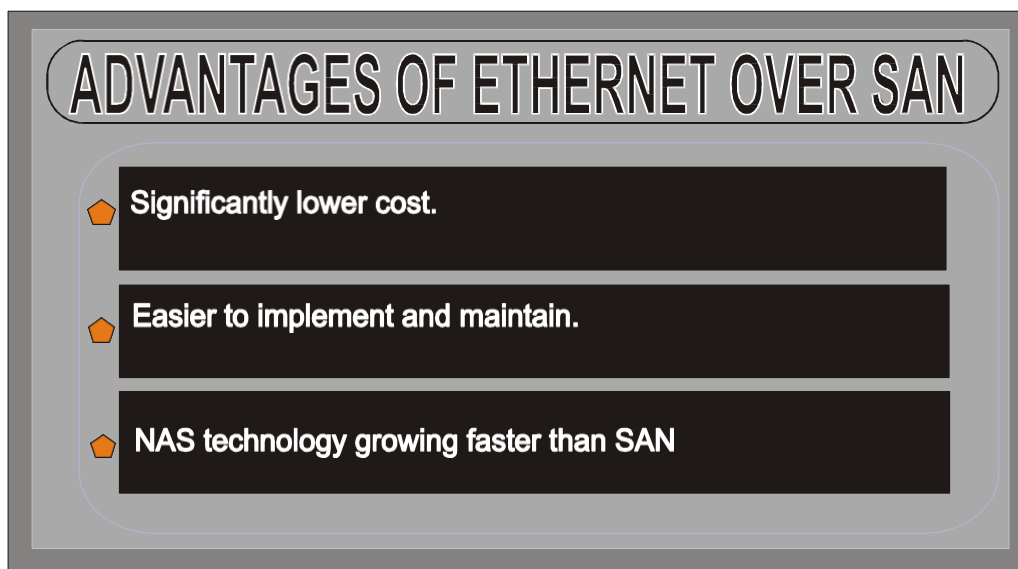 ADVANTAGES OF ETHERNET OVER SAN
Significantly lower cost.
Easier to implement and maintain.
NAS technology growing faster than SAN